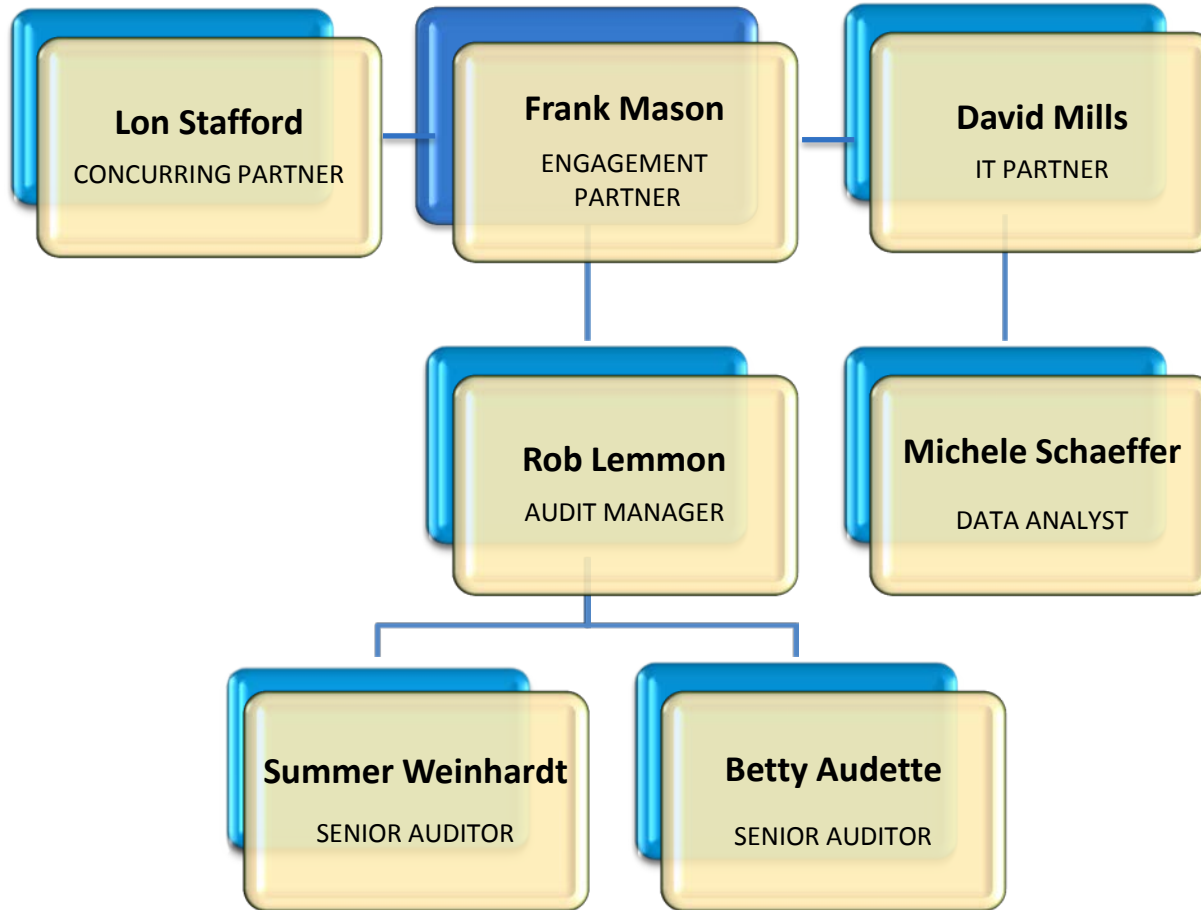 Lon Stafford
CONCURRING PARTNER
Frank Mason
ENGAGEMENT
PARTNER
David Mills
IT PARTNER
Rob Lemmon
AUDIT MANAGER
Michele Schaeffer
DATA ANALYST
Summer Weinhardt
SENIOR AUDITOR
Betty Audette
SENIOR AUDITOR